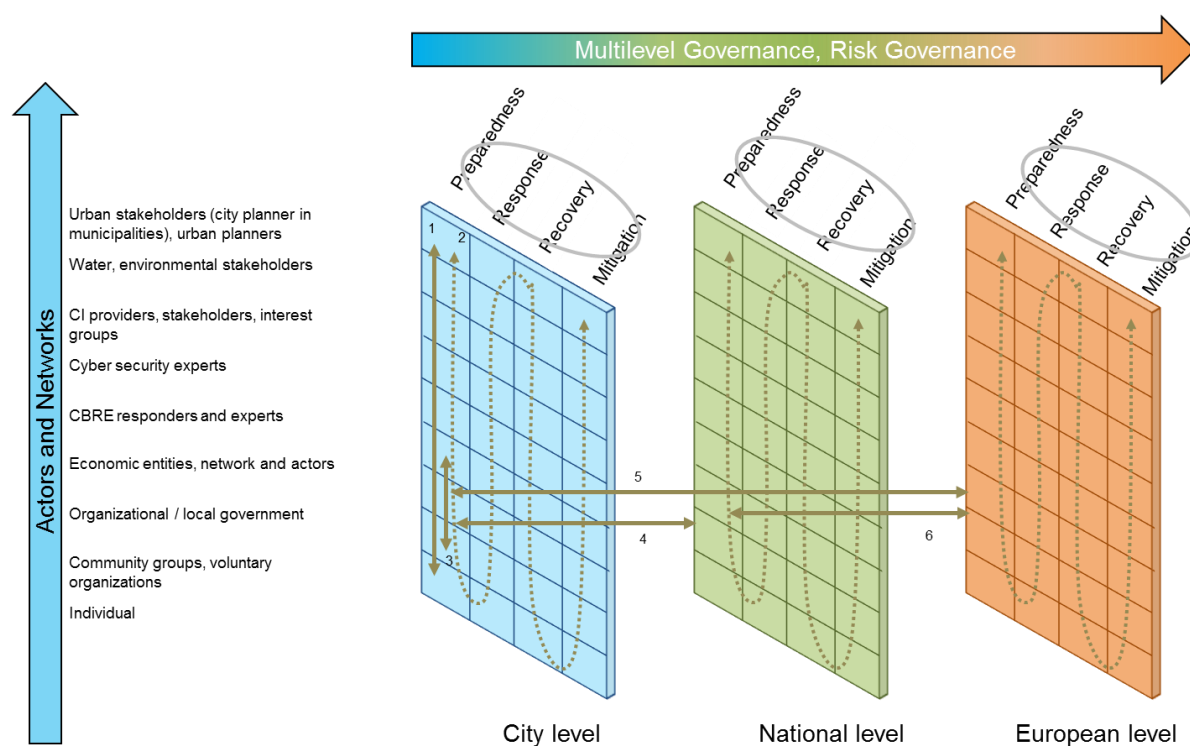 Multilevel Governance, Risk Governance
Actors and Networks
Preparedness
Response
Recovery
Mitigation
Preparedness
Response
Recovery
Mitigation
Preparedness
Response
Recovery
Mitigation
Urban stakeholders (city planner in
municipalities), urban planners
Water, environmental stakeholders
CI providers, stakeholders, interest
groups
Cyber security experts
CBRE responders and experts
Economic entities, network and actors
Organizational / local government
Community groups, voluntary
organizations
Individual
1
2
3
4
5
6
City level
National level
European level